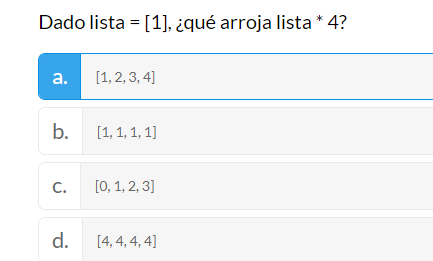 Dado lista = [1], ¿qué arroja lista * 4?
a. [1, 2, 3, 4]
b. [1, 1, 1, 1]
c. [0, 1, 2, 3]
d. [4, 4, 4, 4]